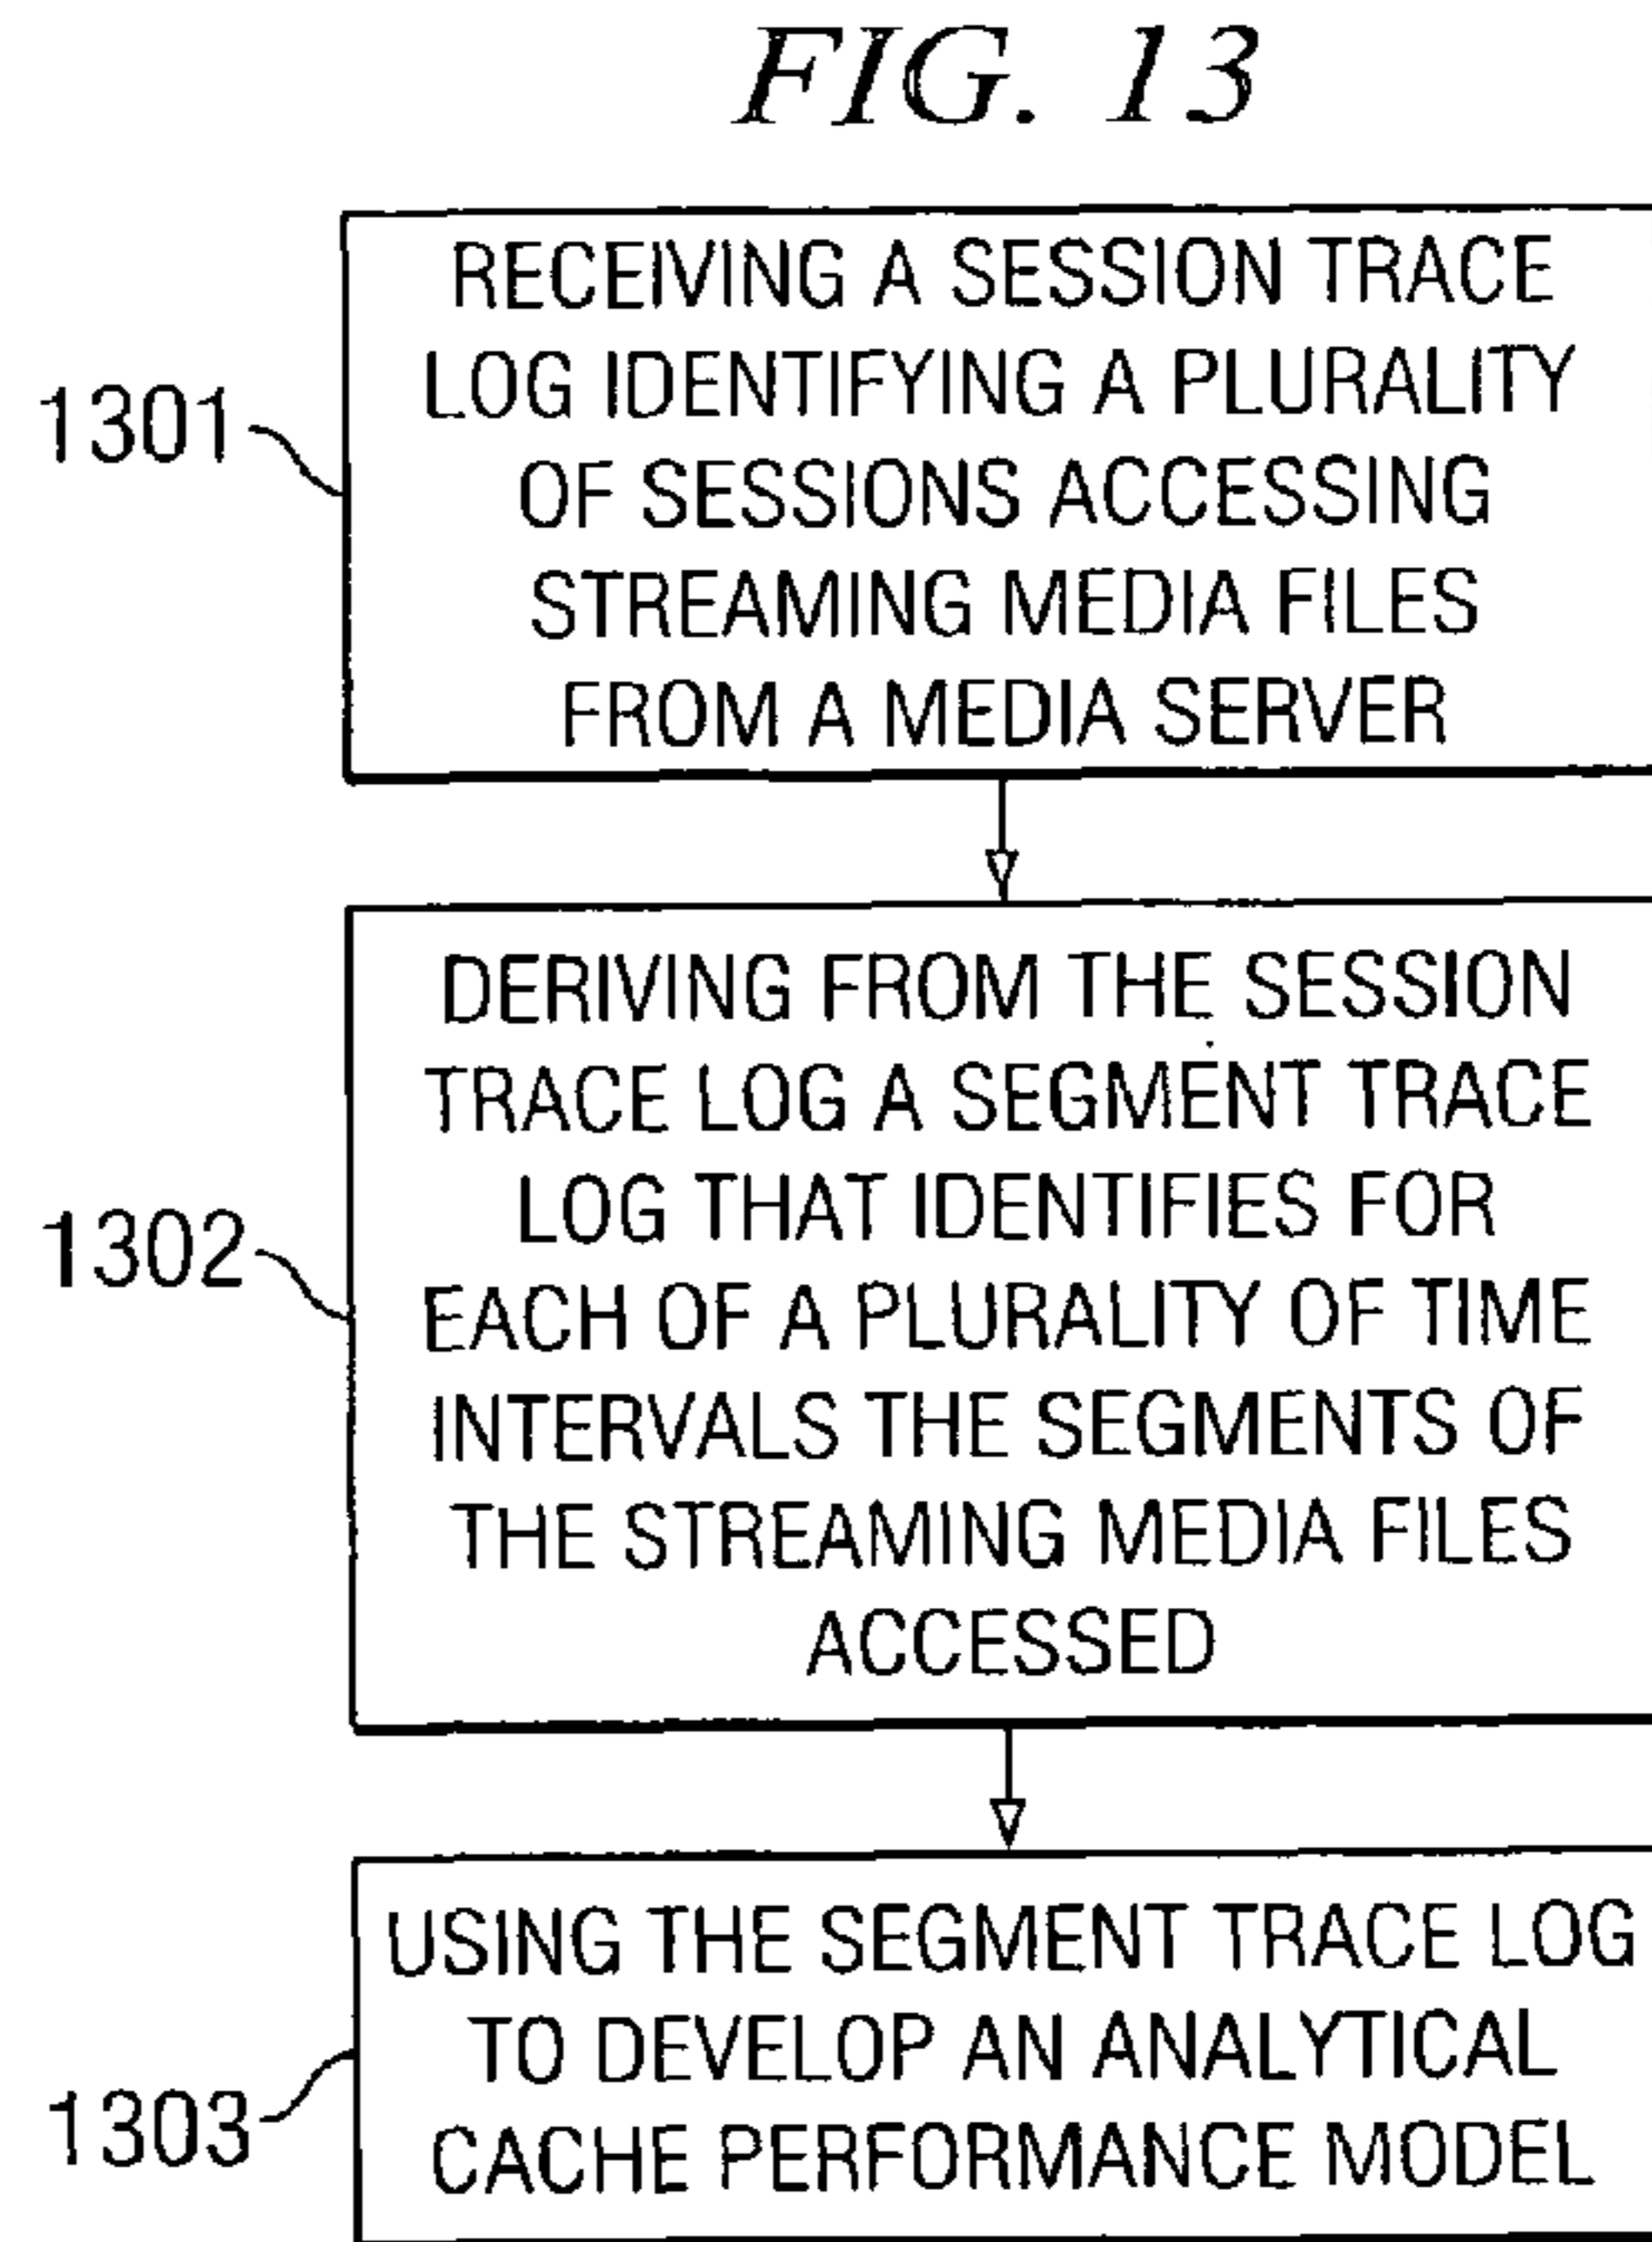 FIG. 13
1301
RECEIVING A SESSION TRACE
LOG IDENTIFYING A PLURALITY
OF SESSIONS ACCESSING
STREAMING MEDIA FILES
FROM A MEDIA SERVER
1302
DERIVING FROM THE SESSION
TRACE LOG A SEGMENT TRACE
LOG THAT IDENTIFIES FOR
EACH OF A PLURALITY OF TIME
INTERVALS THE SEGMENTS OF
THE STREAMING MEDIA FILES
ACCESSED
1303
USING THE SEGMENT TRACE LOG
TO DEVELOP AN ANALYTICAL
CACHE PERFORMANCE MODEL